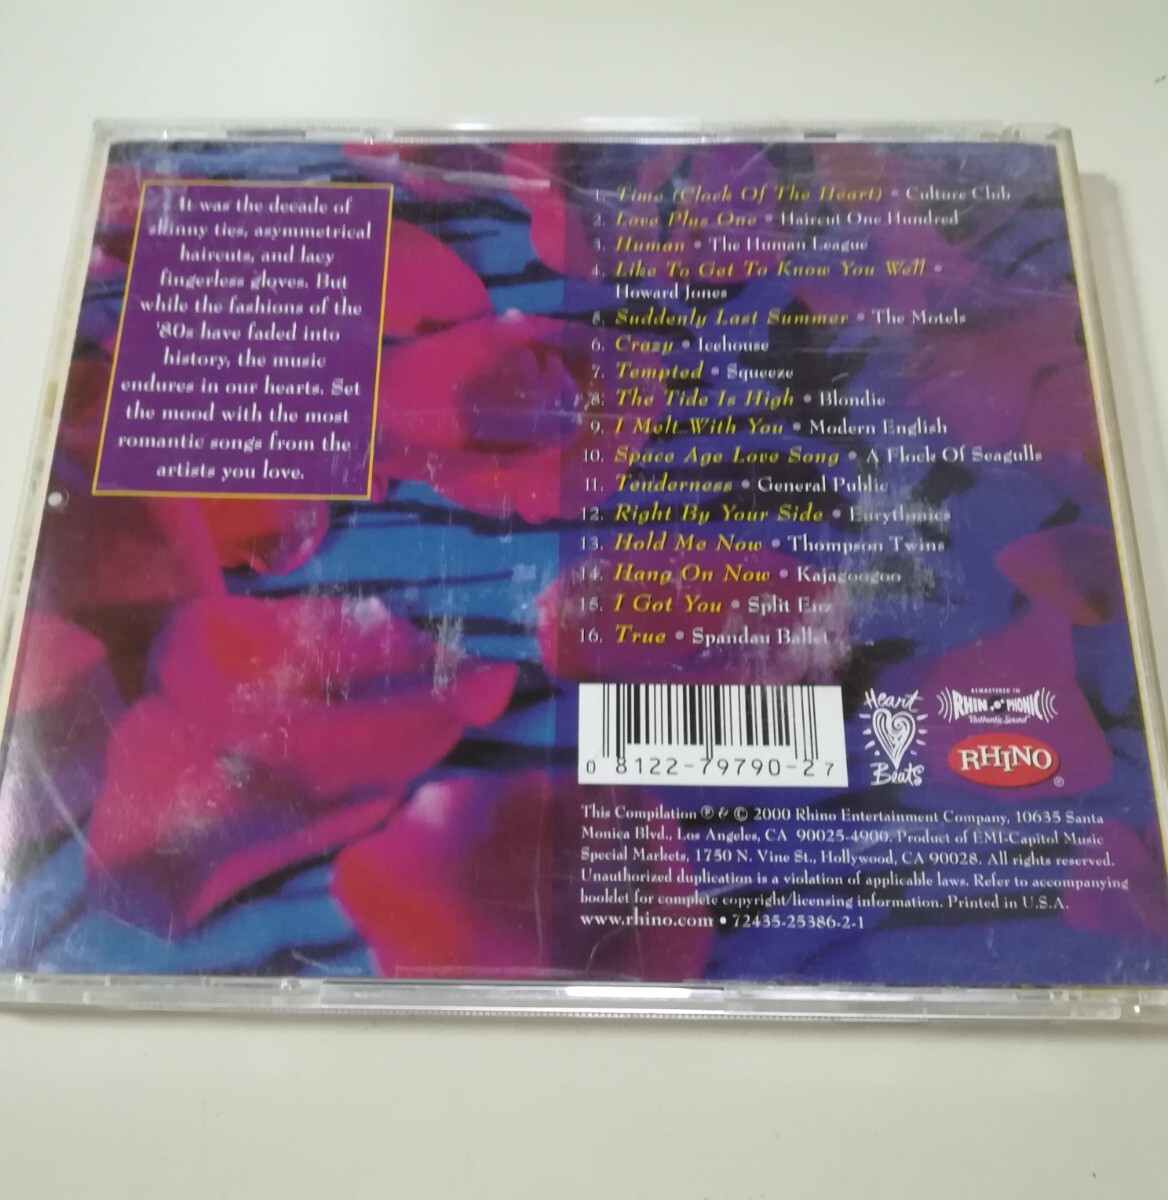 It was the decade of
skinny ties, asymmetrical
haircuts, and lacy
fingerless gloves. But
while the fashions of the
'80s have faded into
history, the music
endures in our hearts. Set
the mood with the most
romantic songs from the
artists you love.
1. Time (Clock Of The Heart) • Culture Club
2. Love Plus One • Haircut One Hundred
3. Human • The Human League
4. Like To Get To Know You Well •
Howard Jones
5. Suddenly Last Summer • The Motels
6. Crazy • Icehouse
7. Tempted • Squeeze
8. The Tide Is High • Blondie
9. I Melt With You • Modern English
10. Space Age Love Song • A Flock Of Seagulls
11. Tenderness • General Public
12. Right By Your Side • Eurythmics
13. Hold Me Now • Thompson Twins
14. Hang On Now • Kajagoogoo
15. I Got You • Split Enz
16. True • Spandau Ballet
0 8122-79790-2 7
Heart
Beats
REMASTERED IN
RHINOPHONIC
Authentic Sound
RHINO®
This Compilation ℗ & © 2000 Rhino Entertainment Company, 10635 Santa
Monica Blvd., Los Angeles, CA 90025-4900. Product of EMI-Capitol Music
Special Markets, 1750 N. Vine St., Hollywood, CA 90028. All rights reserved.
Unauthorized duplication is a violation of applicable laws. Refer to accompanying
booklet for complete copyright/licensing information. Printed in U.S.A.
www.rhino.com • 72435-25386-2-1